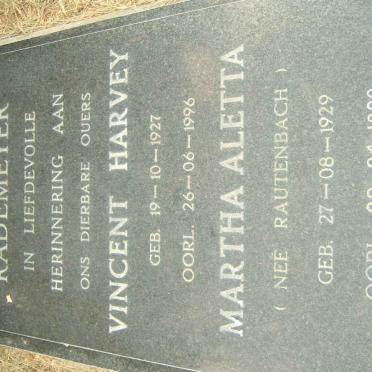 RADEMEYER
IN LIEFDEVOLLE
HERINNERING AAN
ONS DIERBARE OUERS
VINCENT HARVEY
GEB. 19-10-1927
OORL. 26-06-1996
MARTHA ALETTA
( NEE RAUTENBACH )
GEB. 27-08-1929
OORL.